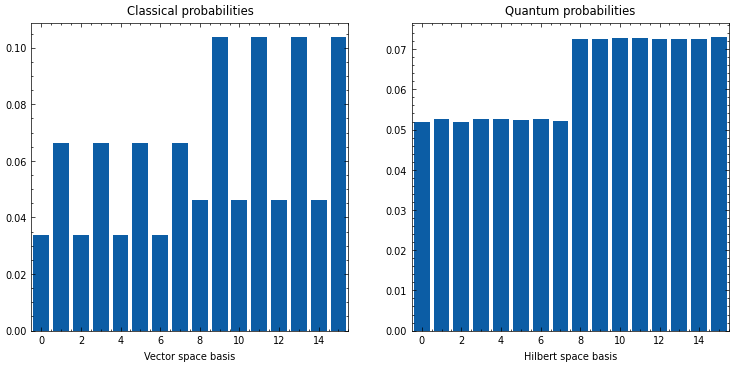 Classical probabilities
0.10
0.08
0.06
0.04
0.02
0.00
0 2 4 6 8 10 12 14
Vector space basis
Quantum probabilities
0.07
0.06
0.05
0.04
0.03
0.02
0.01
0.00
0 2 4 6 8 10 12 14
Hilbert space basis